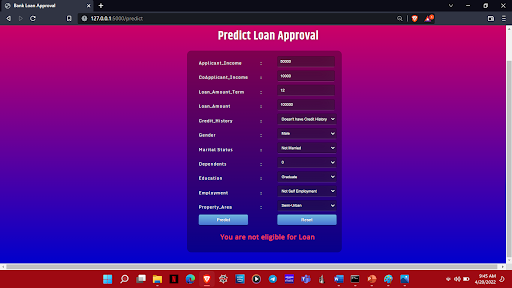 Bank Loan Approval
127.0.0.1:5000/predict
Predict Loan Approval
Applicant_Income :
CoApplicant_Income : 10000
Loan_Amount_Term : 12
Loan_Amount : 100000
Credit_History : Doesn't have Credit History
Gender : Male
Marital Status : Not Married
Dependents : 0
Education : Graduate
Employment : Not Self Employment
Property_Area : Semi-Urban
Predict Reset
You are not eligible for Loan
9:45 AM
4/20/2022